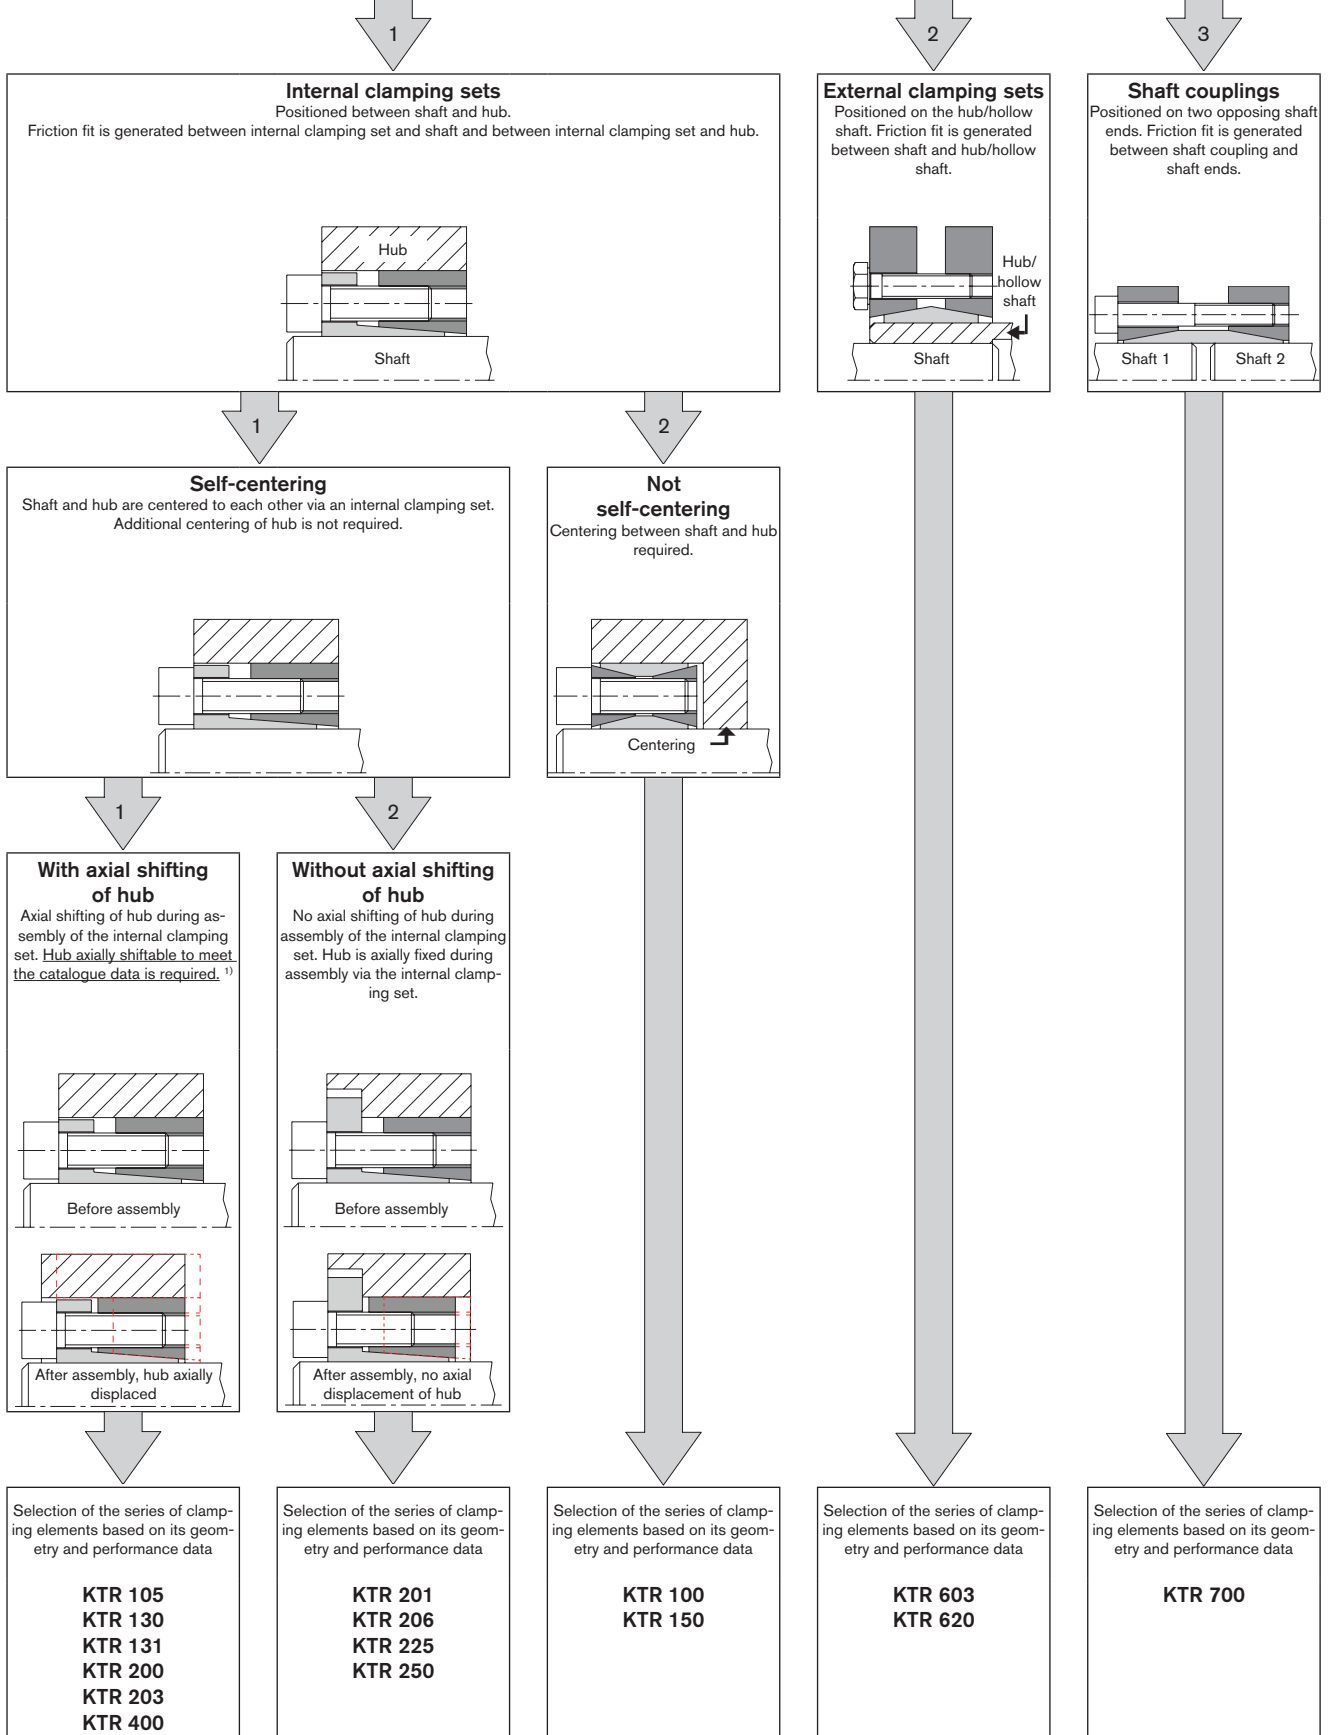 1
2
3
Internal clamping sets
Positioned between shaft and hub.
Friction fit is generated between internal clamping set and shaft and between internal clamping set and hub.
Hub
Shaft
External clamping sets
Positioned on the hub/hollow
shaft. Friction fit is generated
between shaft and hub/hollow
shaft.
Hub/
hollow
shaft
Shaft
Shaft couplings
Positioned on two opposing shaft
ends. Friction fit is generated
between shaft coupling and
shaft ends.
Shaft 1
Shaft 2
1
2
Self-centering
Shaft and hub are centered to each other via an internal clamping set.
Additional centering of hub is not required.
Not
self-centering
Centering between shaft and hub
required.
Centering
1
2
With axial shifting
of hub
Axial shifting of hub during as-
sembly of the internal clamping
set. Hub axially shiftable to meet
the catalogue data is required. 1)
Before assembly
After assembly, hub axially
displaced
Without axial shifting
of hub
No axial shifting of hub during
assembly of the internal clamping
set. Hub is axially fixed during
assembly via the internal clamp-
ing set.
Before assembly
After assembly, no axial
displacement of hub
Selection of the series of clamp-
ing elements based on its geom-
etry and performance data
KTR 105
KTR 130
KTR 131
KTR 200
KTR 203
KTR 400
Selection of the series of clamp-
ing elements based on its geom-
etry and performance data
KTR 201
KTR 206
KTR 225
KTR 250
Selection of the series of clamp-
ing elements based on its geom-
etry and performance data
KTR 100
KTR 150
Selection of the series of clamp-
ing elements based on its geom-
etry and performance data
KTR 603
KTR 620
Selection of the series of clamp-
ing elements based on its geom-
etry and performance data
KTR 700